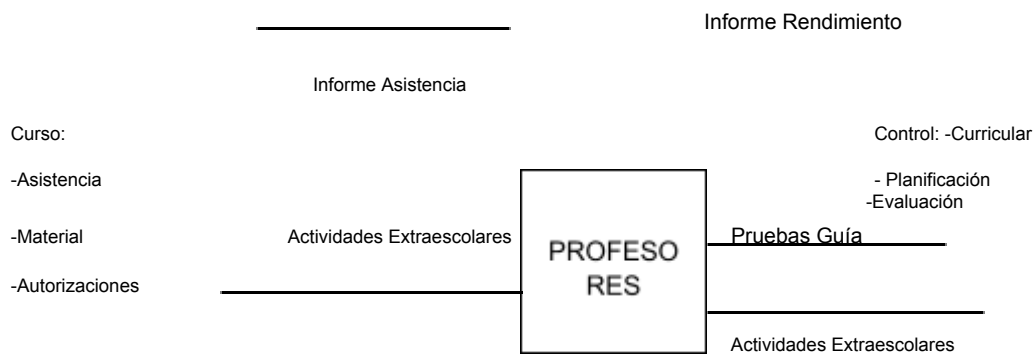 Informe Rendimiento
Informe Asistencia
Curso:
Control: -Curricular
-Asistencia
- Planificación
-Evaluación
-Material
Actividades Extraescolares
PROFESO
RES
Pruebas Guía
-Autorizaciones
Actividades Extraescolares